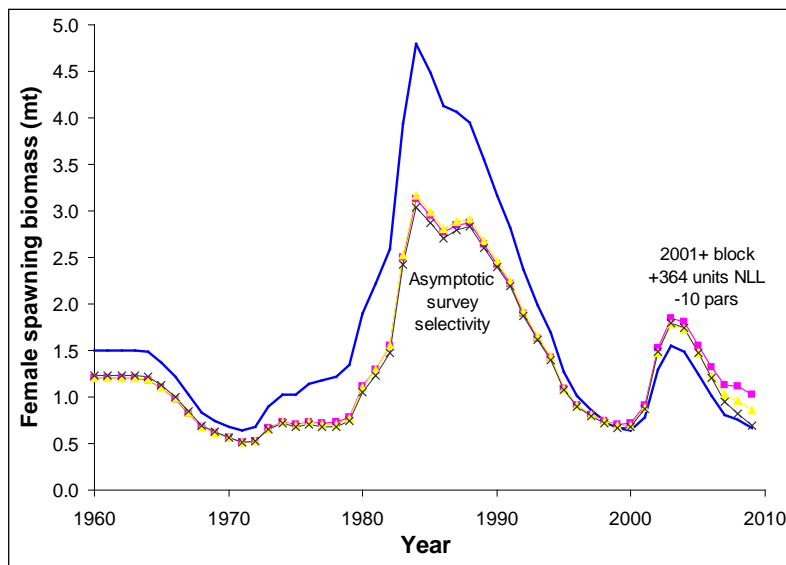 5.0
4.5
4.0
3.5
3.0
2.5
2.0
1.5
1.0
0.5
0.0
Female spawning biomass (mt)
Asymptotic
survey
selectivity
2001+ block
+364 units NLL
-10 pars
1960
1970
1980
1990
2000
2010
Year